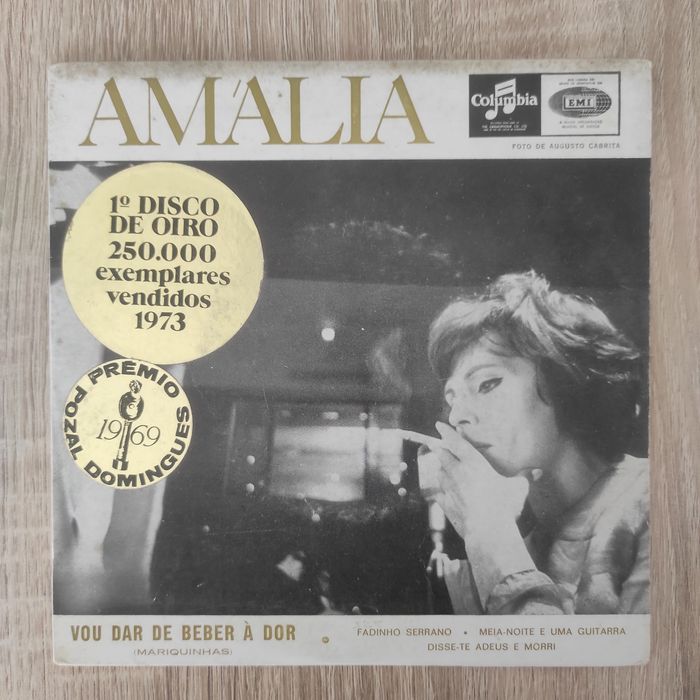 AMÁLIA
Columbia
EMI
FOTO DE AUGUSTO CABRITA
1º DISCO
DE OIRO
250.000
exemplares
vendidos
1973
PRÉMIO
1969
POZAL DOMINGUES
VOU DAR DE BEBER À DOR
(MARIQUINHAS)
FADINHO SERRANO • MEIA-NOITE E UMA GUITARRA
DISSE-TE ADEUS E MORRI